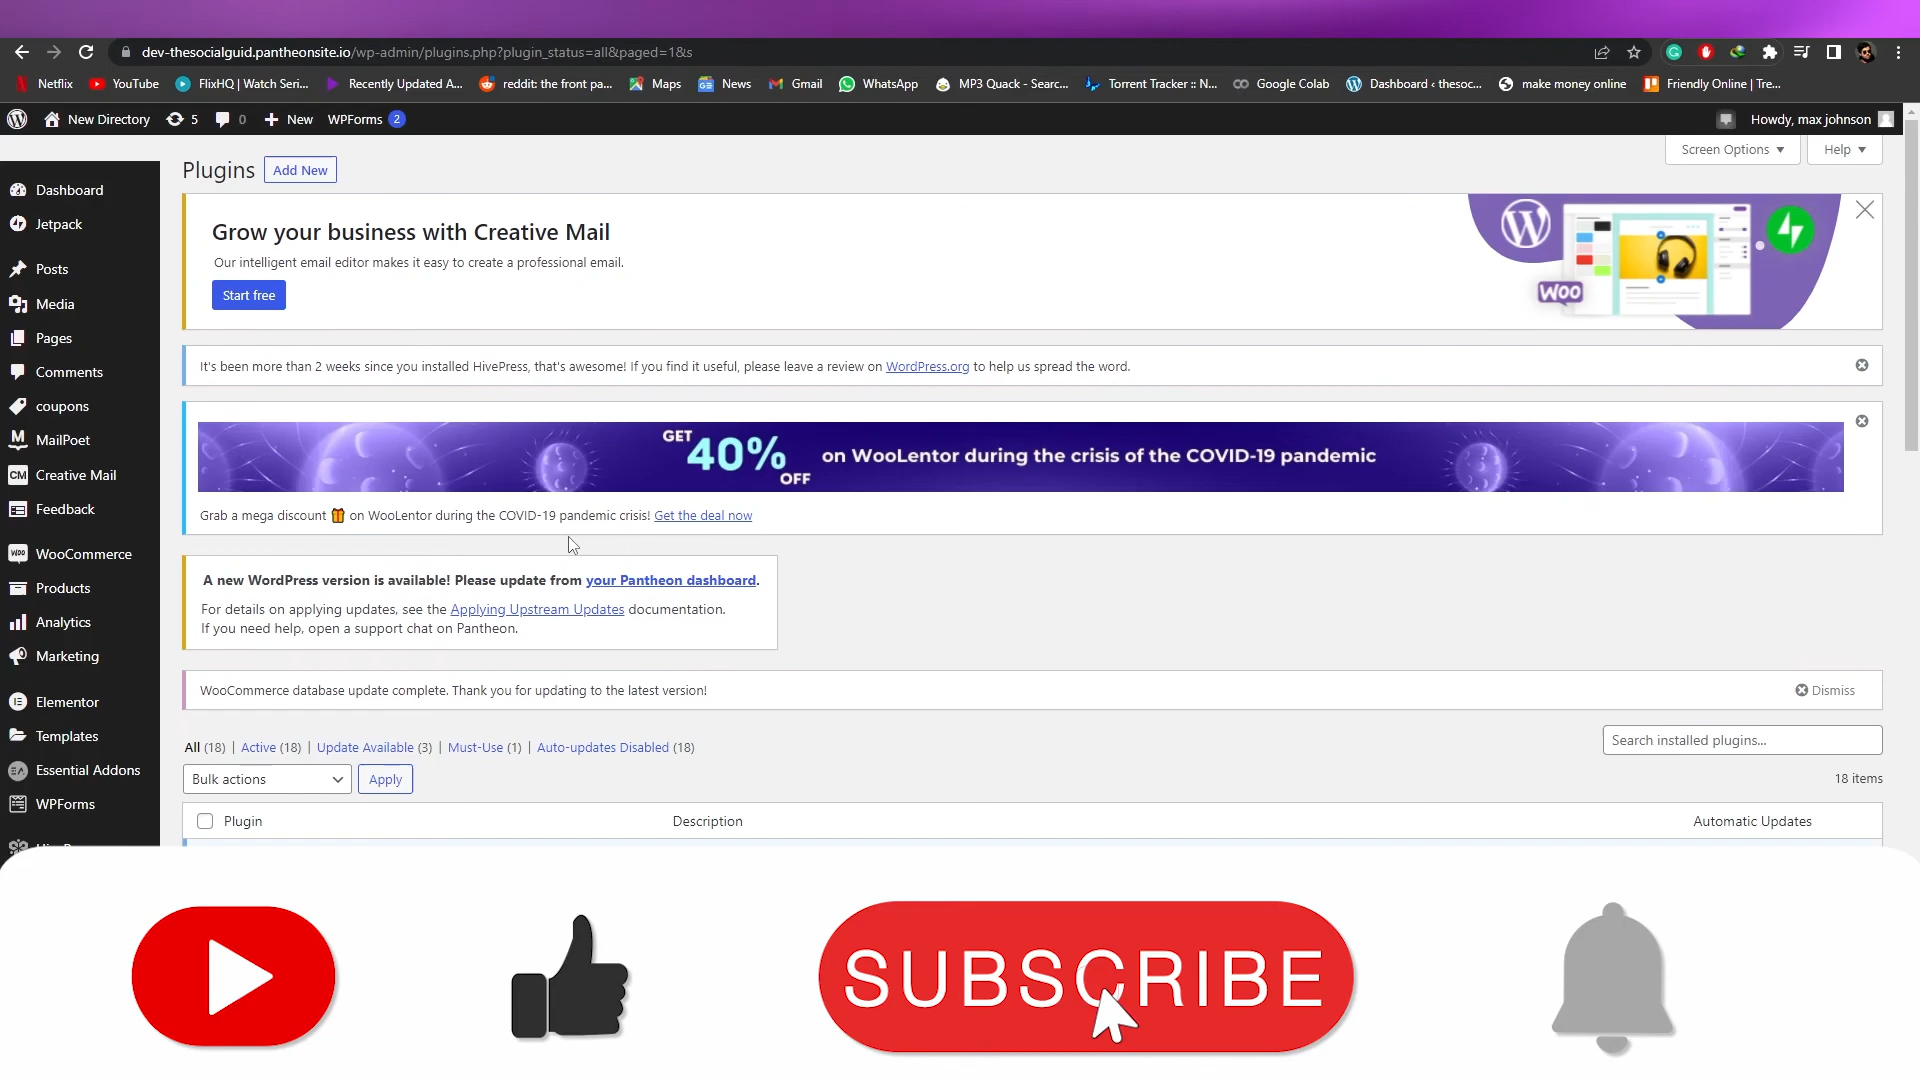 dev-thesocialguid.pantheonsite.io/wp-admin/plugins.php?plugin_status=all&paged=1&s
Netflix YouTube FlixHQ | Watch Seri... Recently Updated A... reddit: the front pa... Maps News Gmail WhatsApp MP3 Quack - Searc... Torrent Tracker :: N... Google Colab Dashboard ‹ thesoc... make money online Friendly Online | Tre...
New Directory 5 0 New WPForms 2 Howdy, max johnson
Screen Options Help
Plugins Add New
Dashboard
Jetpack
Posts
Media
Pages
Comments
coupons
MailPoet
CM Creative Mail
Feedback
WooCommerce
Products
Analytics
Marketing
Elementor
Templates
Essential Addons
WPForms
Grow your business with Creative Mail
Our intelligent email editor makes it easy to create a professional email.
Start free
WOO
It's been more than 2 weeks since you installed HivePress, that's awesome! If you find it useful, please leave a review on WordPress.org to help us spread the word.
GET 40% OFF on WooLentor during the crisis of the COVID-19 pandemic
Grab a mega discount on WooLentor during the COVID-19 pandemic crisis! Get the deal now
A new WordPress version is available! Please update from your Pantheon dashboard.
For details on applying updates, see the Applying Upstream Updates documentation.
If you need help, open a support chat on Pantheon.
WooCommerce database update complete. Thank you for updating to the latest version! Dismiss
All (18) | Active (18) | Update Available (3) | Must-Use (1) | Auto-updates Disabled (18)
Search installed plugins...
Bulk actions Apply
18 items
Plugin Description Automatic Updates
SUBSCRIBE